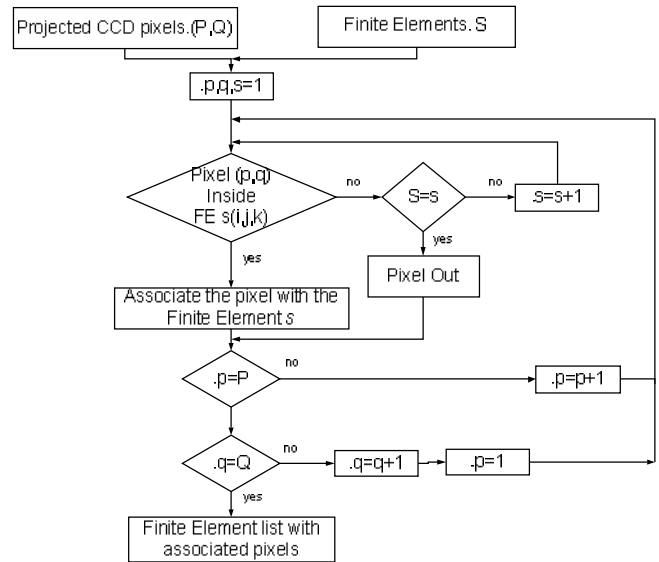 Projected CCD pixels.(P,Q)
Finite Elements. S
.p,q,s=1
Pixel (p,q)
Inside
FE s(i,j,k)
no
S=s
no
.s=s+1
yes
yes
Pixel Out
Associate the pixel with the
Finite Element s
.p=P
no
.p=p+1
.q=Q
no
.q=q+1
.p=1
yes
Finite Element list with
associated pixels